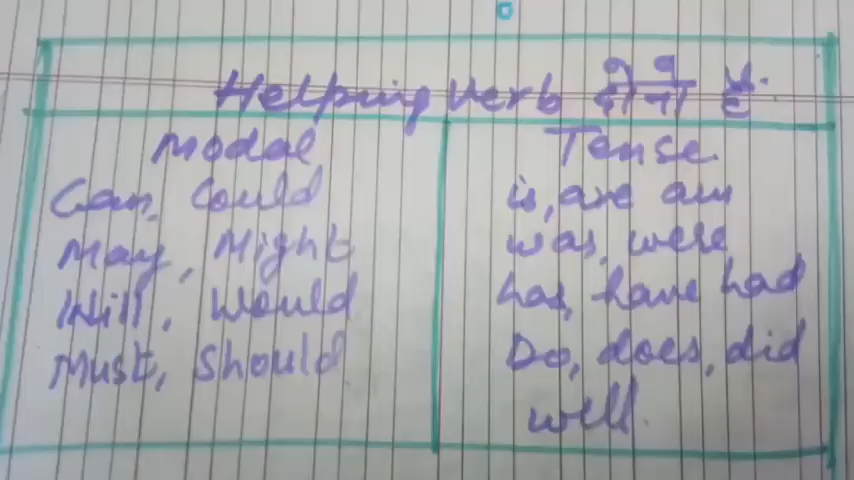 Helping Verb
Modal
Can, Could
May, Might
Will, Would
Must, Should
Tense
is, are am
was, were
has, have had
Do, does, did
well.